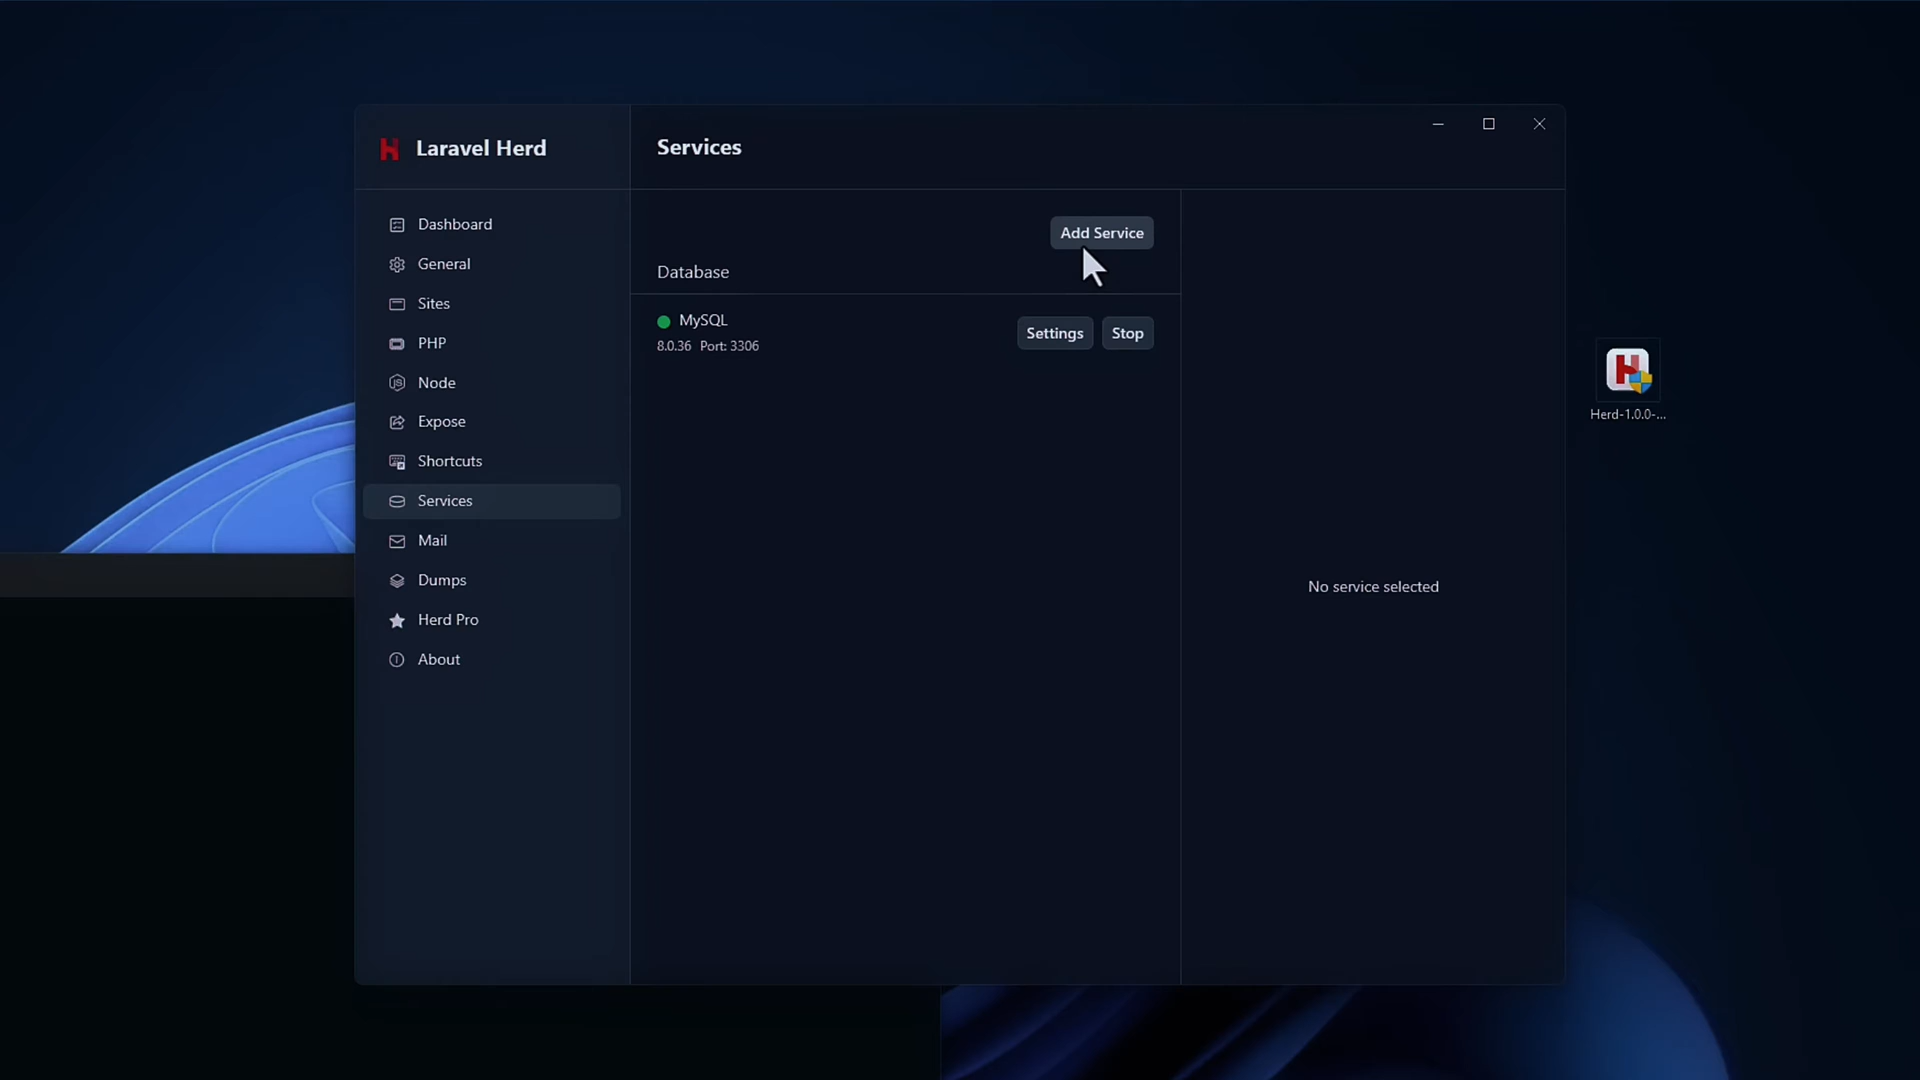 Laravel Herd
Services
Dashboard
General
Sites
PHP
Node
Expose
Shortcuts
Services
Mail
Dumps
Herd Pro
About
Add Service
Database
MySQL
8.0.36 Port: 3306
Settings
Stop
No service selected
Herd-1.0.0-...